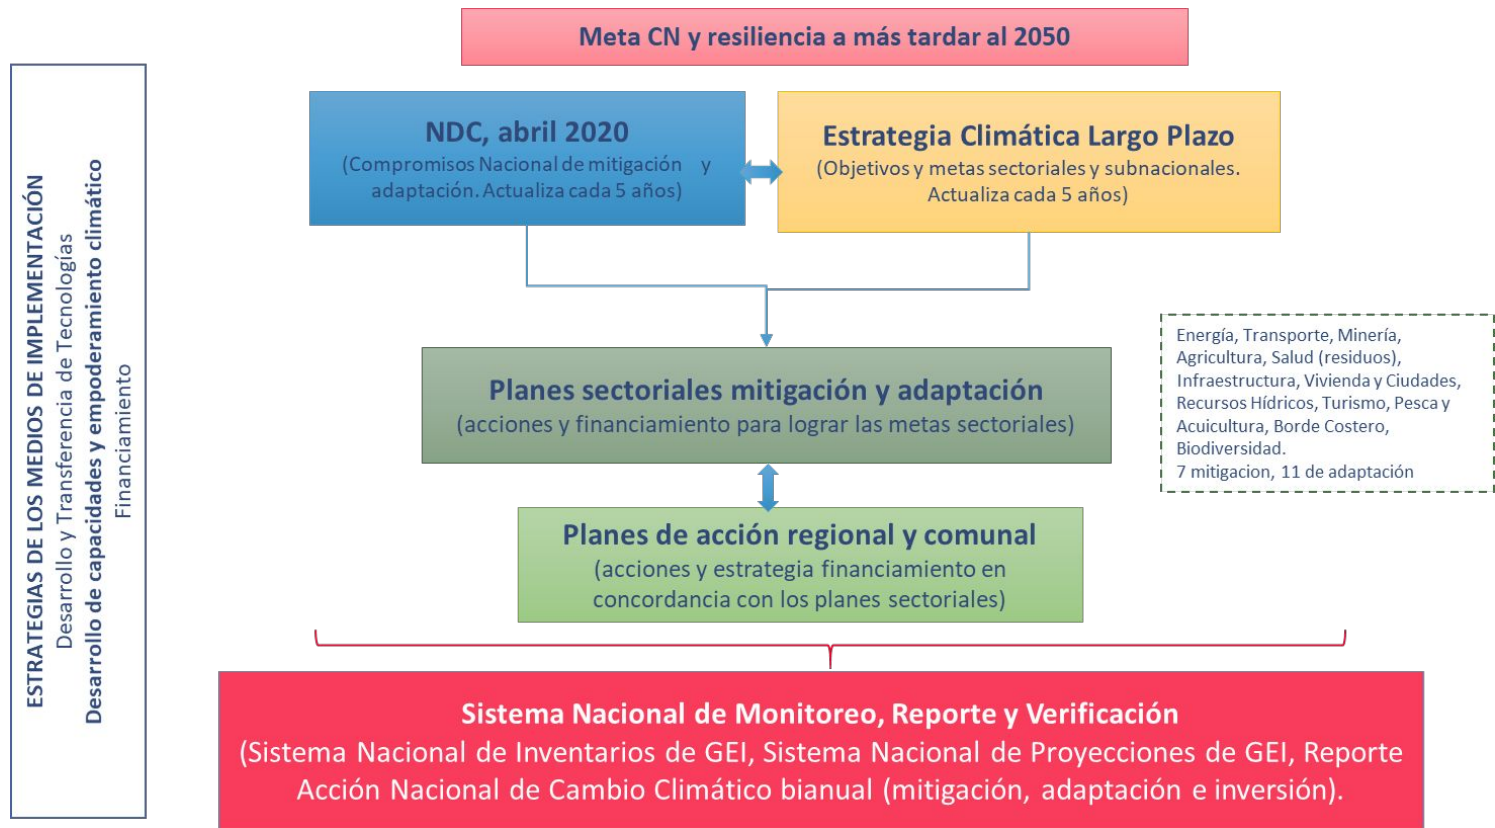 Meta CN y resiliencia a más tardar al 2050
ESTRATEGIAS DE LOS MEDIOS DE IMPLEMENTACIÓN
Desarrollo y Transferencia de Tecnologías
Desarrollo de capacidades y empoderamiento climático
Financiamiento
NDC, abril 2020
(Compromisos Nacional de mitigación y
adaptación. Actualiza cada 5 años)
Estrategia Climática Largo Plazo
(Objetivos y metas sectoriales y subnacionales.
Actualiza cada 5 años)
Planes sectoriales mitigación y adaptación
(acciones y financiamiento para lograr las metas sectoriales)
Energía, Transporte, Minería,
Agricultura, Salud (residuos),
Infraestructura, Vivienda y Ciudades,
Recursos Hídricos, Turismo, Pesca y
Acuicultura, Borde Costero,
Biodiversidad.
7 mitigacion, 11 de adaptación
Planes de acción regional y comunal
(acciones y estrategia financiamiento en
concordancia con los planes sectoriales)
Sistema Nacional de Monitoreo, Reporte y Verificación
(Sistema Nacional de Inventarios de GEI, Sistema Nacional de Proyecciones de GEI, Reporte
Acción Nacional de Cambio Climático bianual (mitigación, adaptación e inversión).